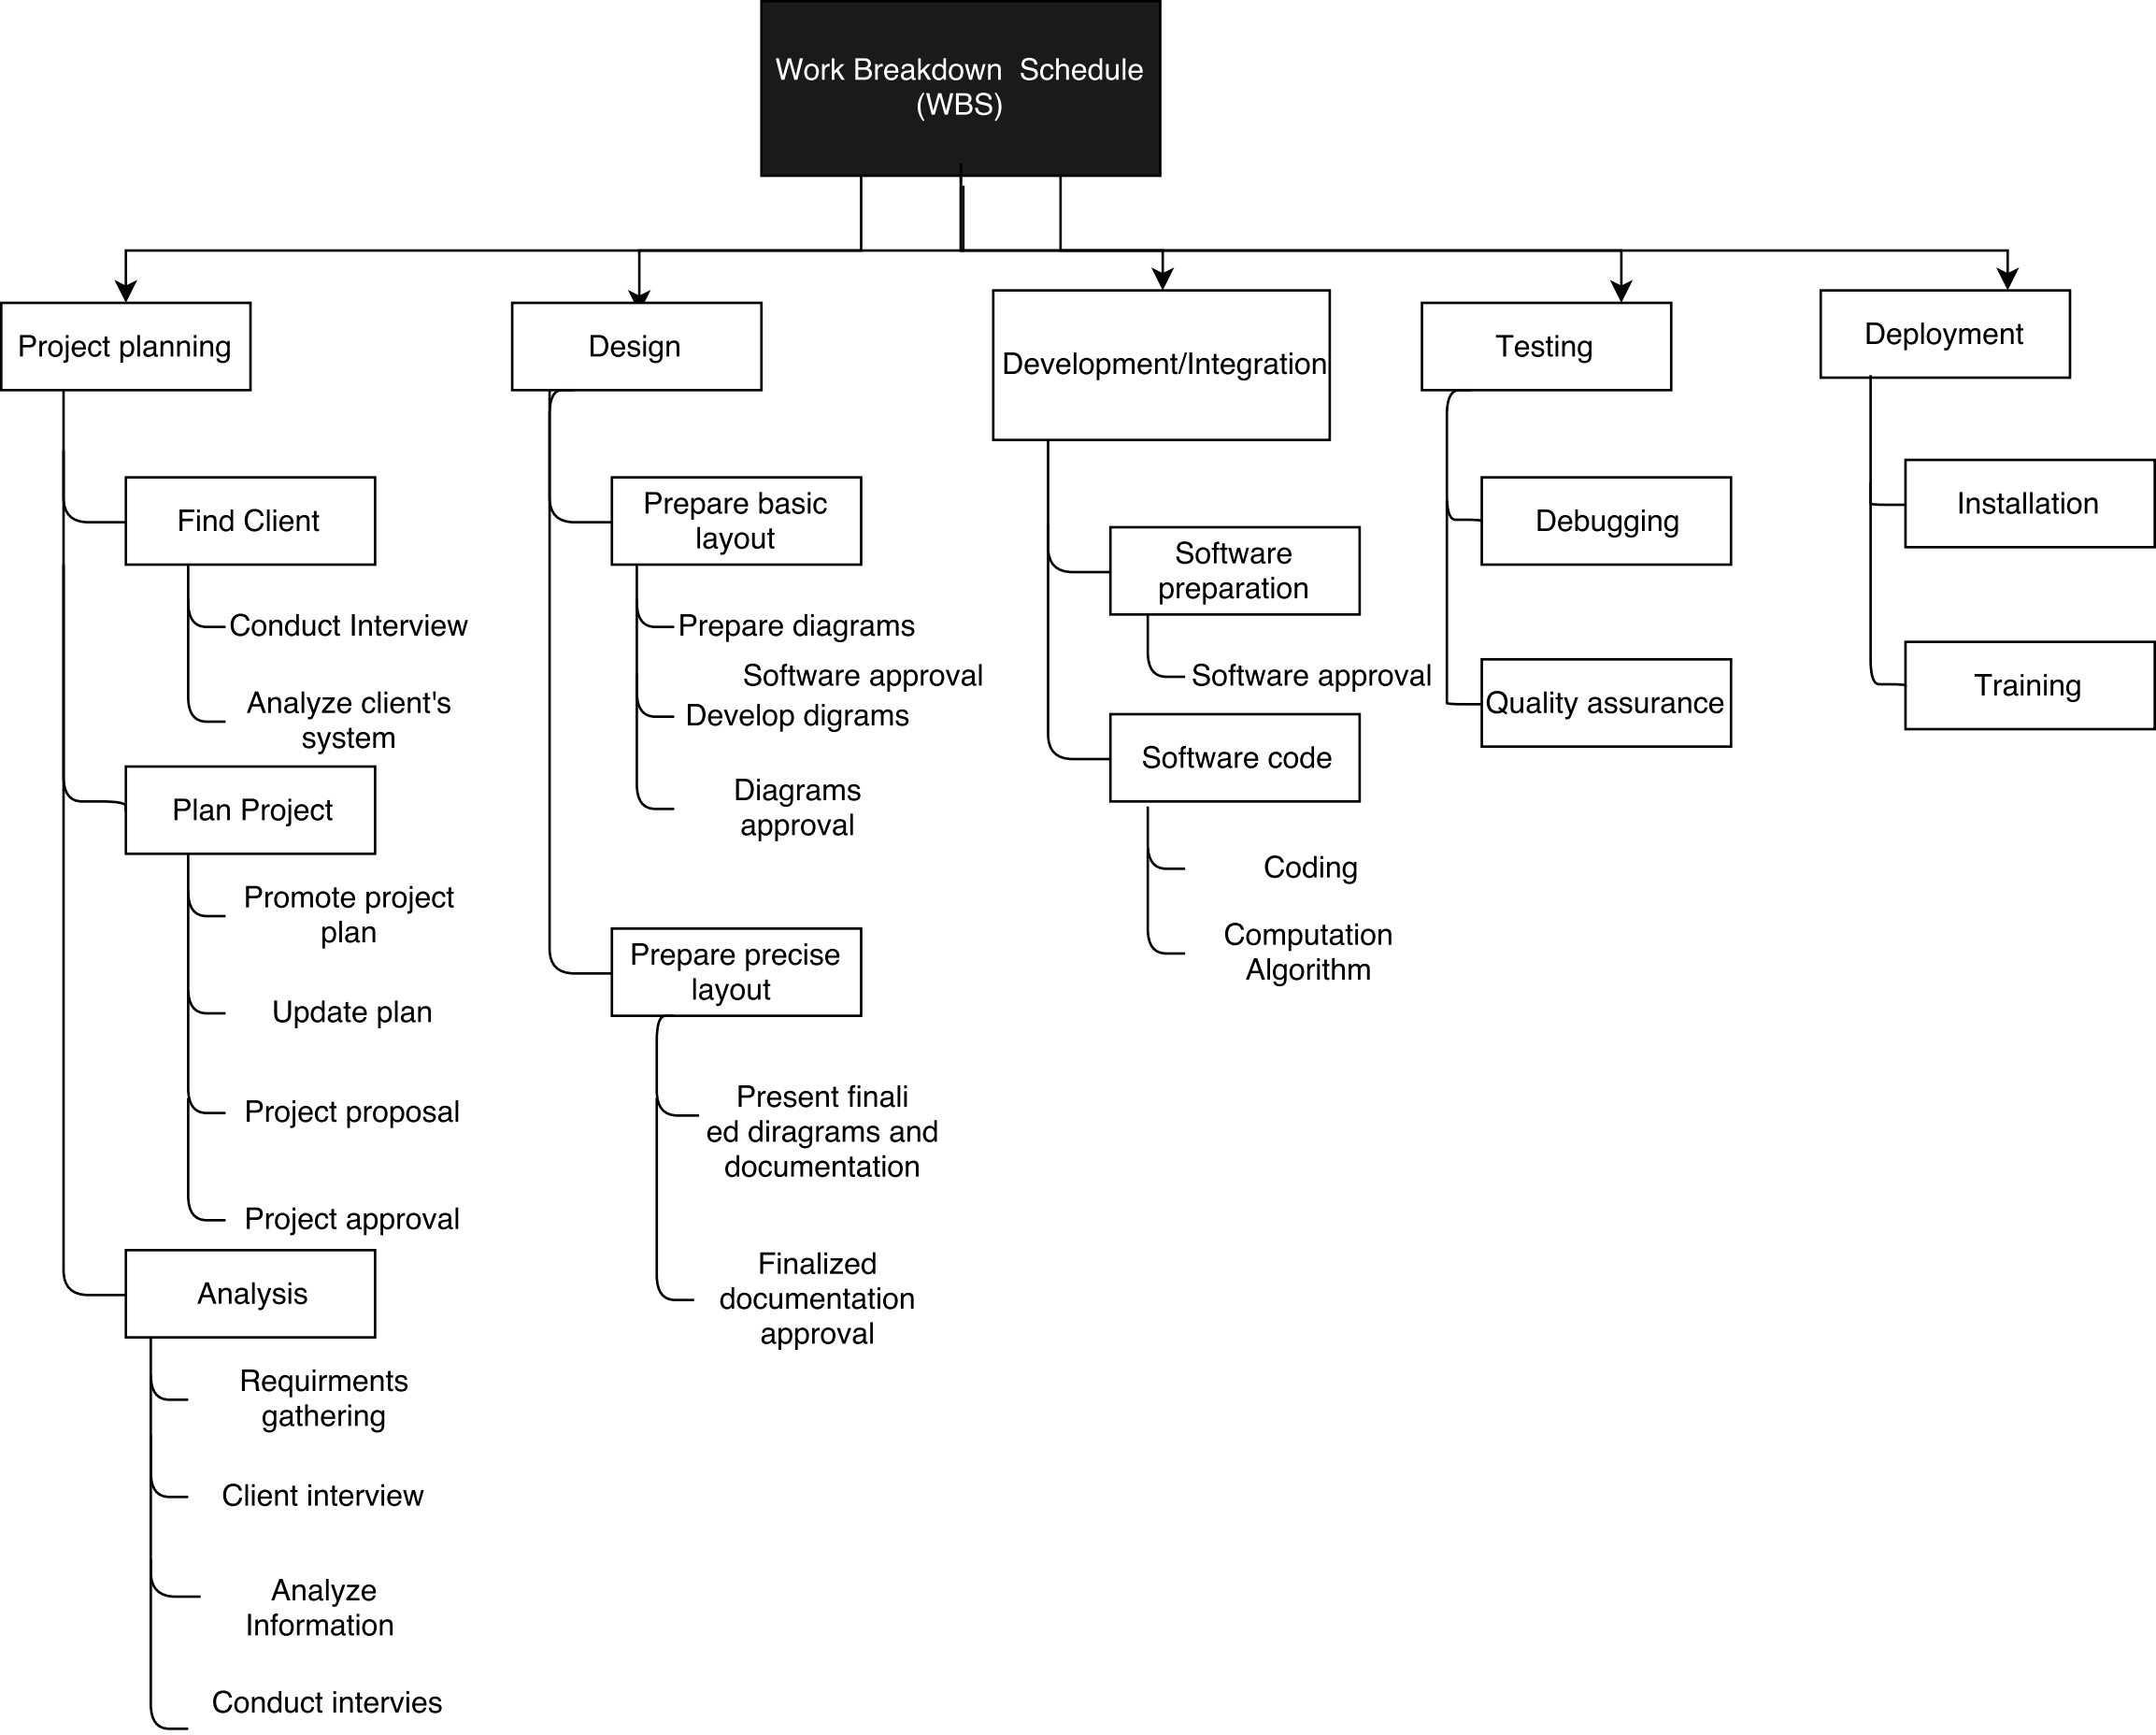 Work Breakdown  Schedule
(WBS)
Project planning
Find Client
Conduct Interview
Analyze client's
system
Plan Project
Promote project
plan
Update plan
Project proposal
Project approval
Analysis
Requirments
gathering
Client interview
Analyze
Information
Conduct intervies
Design
Prepare basic
layout
Prepare diagrams
Software approval
Develop digrams
Diagrams
approval
Prepare precise
layout
Present finali
ed diragrams and
documentation
Finalized
documentation
approval
Development/Integration
Software
preparation
Software approval
Software code
Coding
Computation
Algorithm
Testing
Debugging
Quality assurance
Deployment
Installation
Training